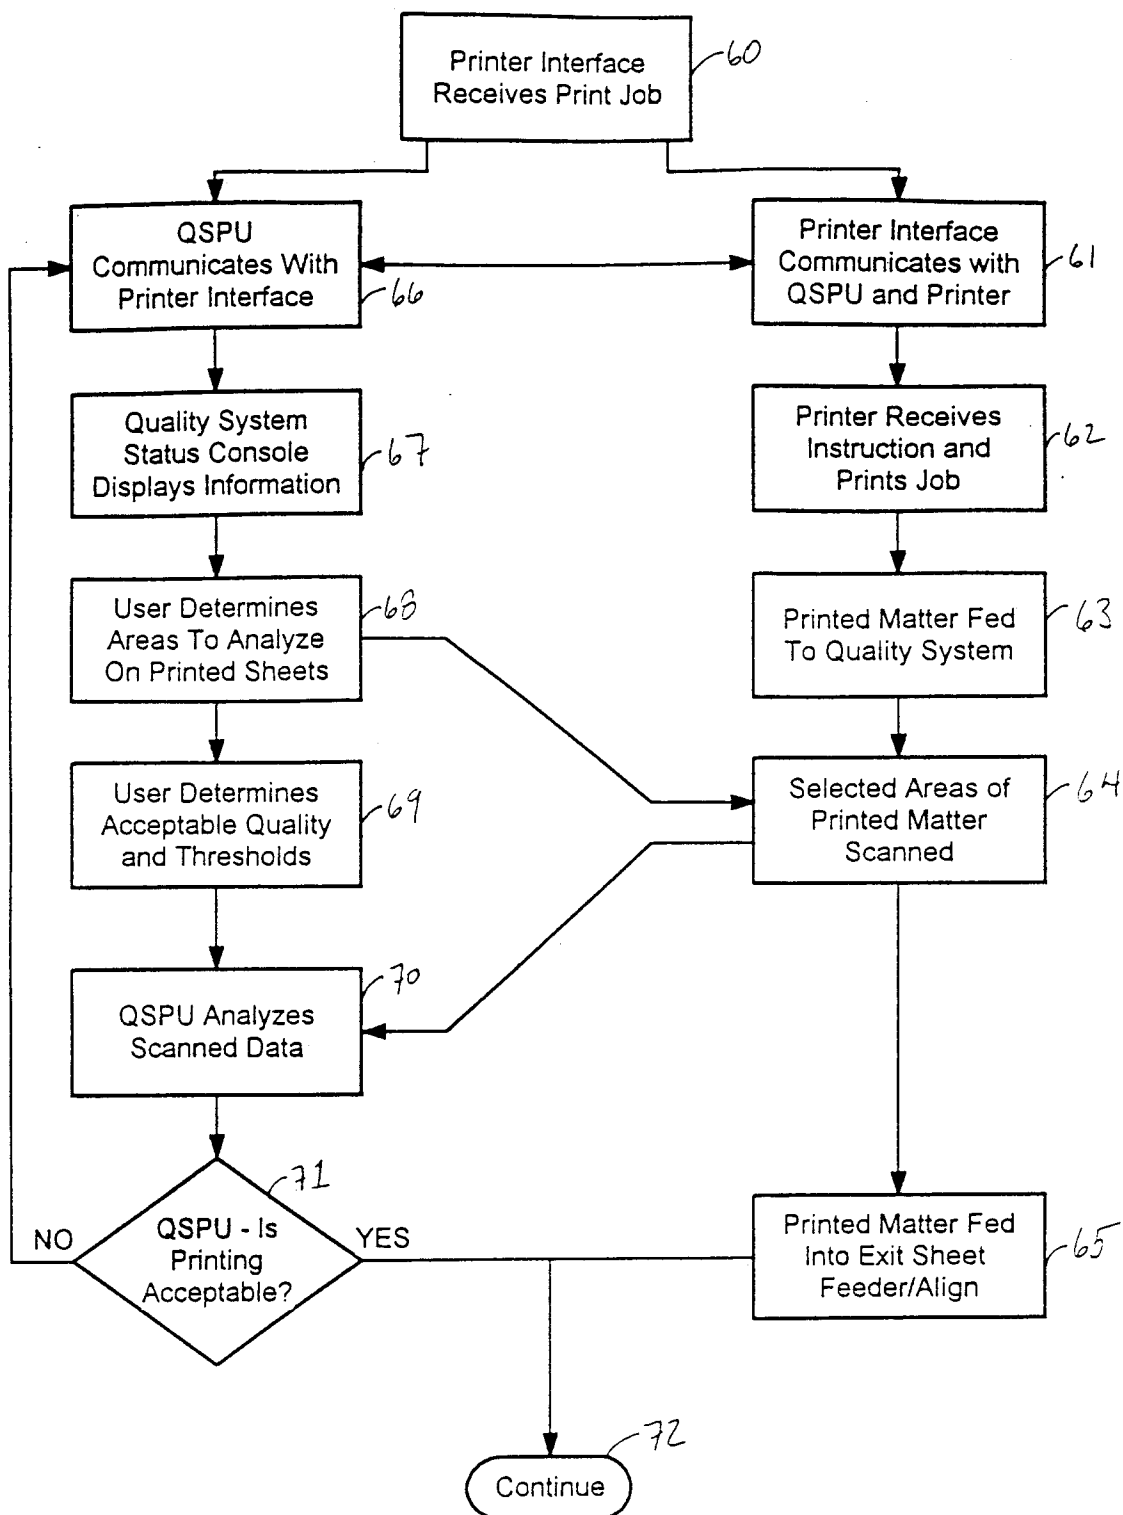 Printer Interface
Receives Print Job
60
QSPU
Communicates With
Printer Interface
66
Printer Interface
Communicates with
QSPU and Printer
61
Quality System
Status Console
Displays Information
67
Printer Receives
Instruction and
Prints Job
62
User Determines
Areas To Analyze
On Printed Sheets
68
Printed Matter Fed
To Quality System
63
User Determines
Acceptable Quality
and Thresholds
69
Selected Areas of
Printed Matter
Scanned
64
QSPU Analyzes
Scanned Data
70
QSPU - Is
Printing
Acceptable?
71
NO
YES
Printed Matter Fed
Into Exit Sheet
Feeder/Align
65
Continue
72